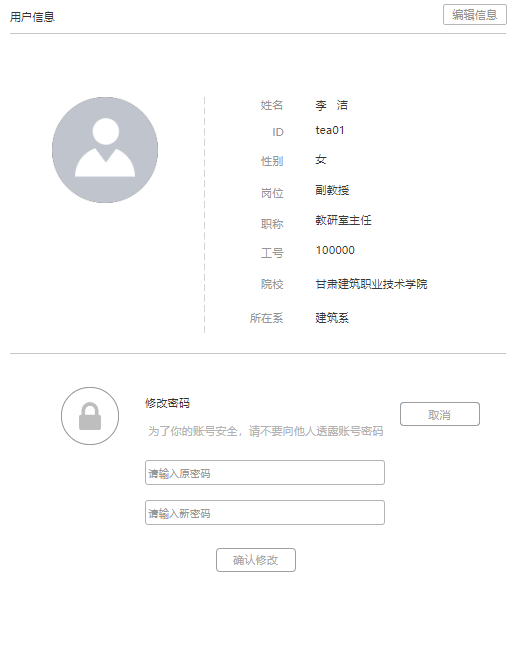 用户信息 编辑信息
姓名 李 洁
ID tea01
性别 女
岗位 副教授
职称 教研室主任
工号 100000
院校 甘肃建筑职业技术学院
所在系 建筑系
修改密码
取消
为了你的账号安全，请不要向他人透露账号密码
请输入原密码
请输入新密码
确认修改